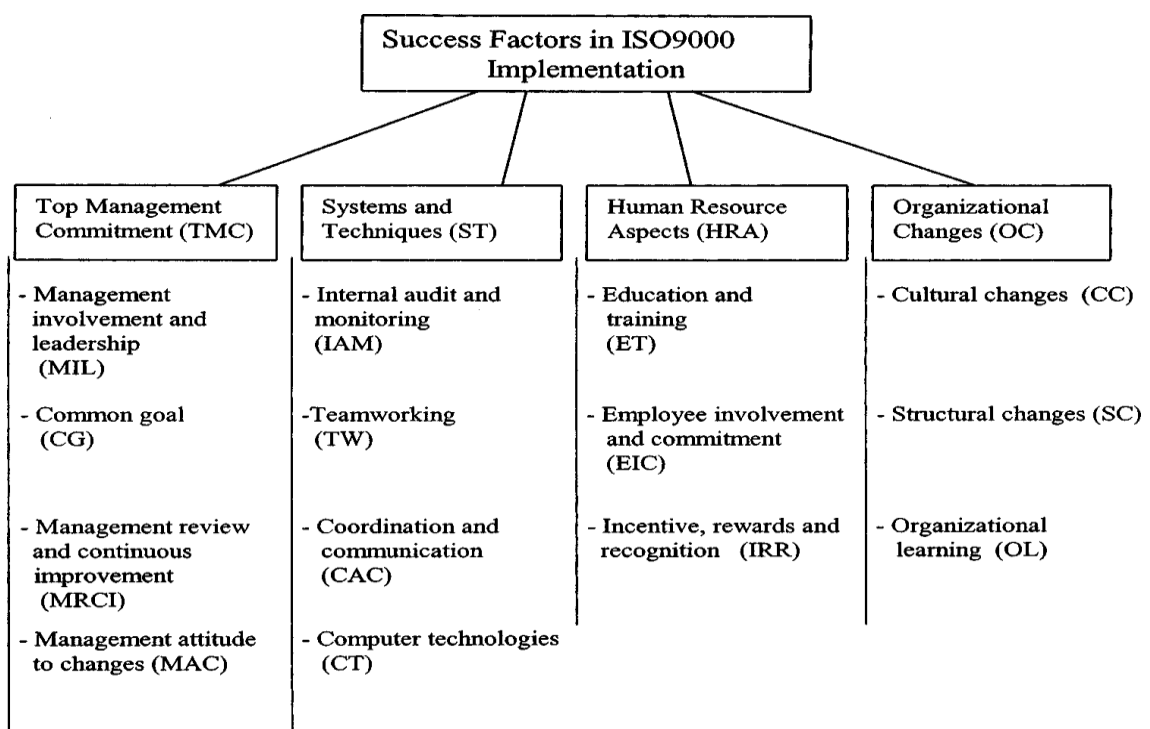 Success Factors in ISO9000
Implementation
Top Management
Commitment (TMC)
- Management
involvement and
leadership
(MIL)
- Common goal
(CG)
- Management review
and continuous
improvement
(MRCI)
- Management attitude
to changes (MAC)
Systems and
Techniques (ST)
- Internal audit and
monitoring
(IAM)
-Teamworking
(TW)
- Coordination and
communication
(CAC)
- Computer technologies
(CT)
Human Resource
Aspects (HRA)
- Education and
training
(ET)
- Employee involvement
and commitment
(EIC)
- Incentive, rewards and
recognition (IRR)
Organizational
Changes (OC)
- Cultural changes (CC)
- Structural changes (SC)
- Organizational
learning (OL)